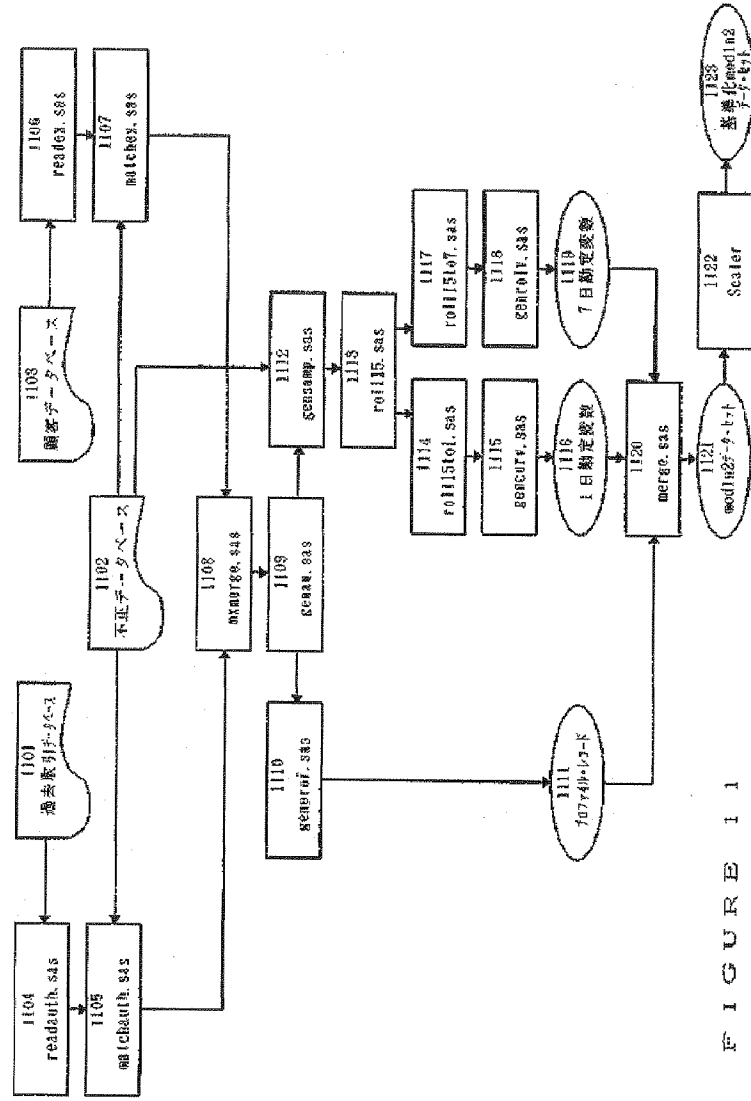 1101
過去取引データベース
1102
不正データベース
1103
顧客データベース
1104
readauth.sas
1105
matchauth.sas
1106
readex.sas
1107
matchex.sas
1108
mxmerge.sas
1109
genau.sas
1110
genprof.sas
1111
プロファイル・レコード
1112
gensamp.sas
1113
roll15.sas
1114
roll15to1.sas
1115
gencurv.sas
1116
1日勘定変数
1117
roll15to7.sas
1118
genrolv.sas
1119
7日勘定変数
1120
merge.sas
1121
modln2データ・セット
1122
Scaler
1123
基準化modln2
データ・セット
FIGURE 11